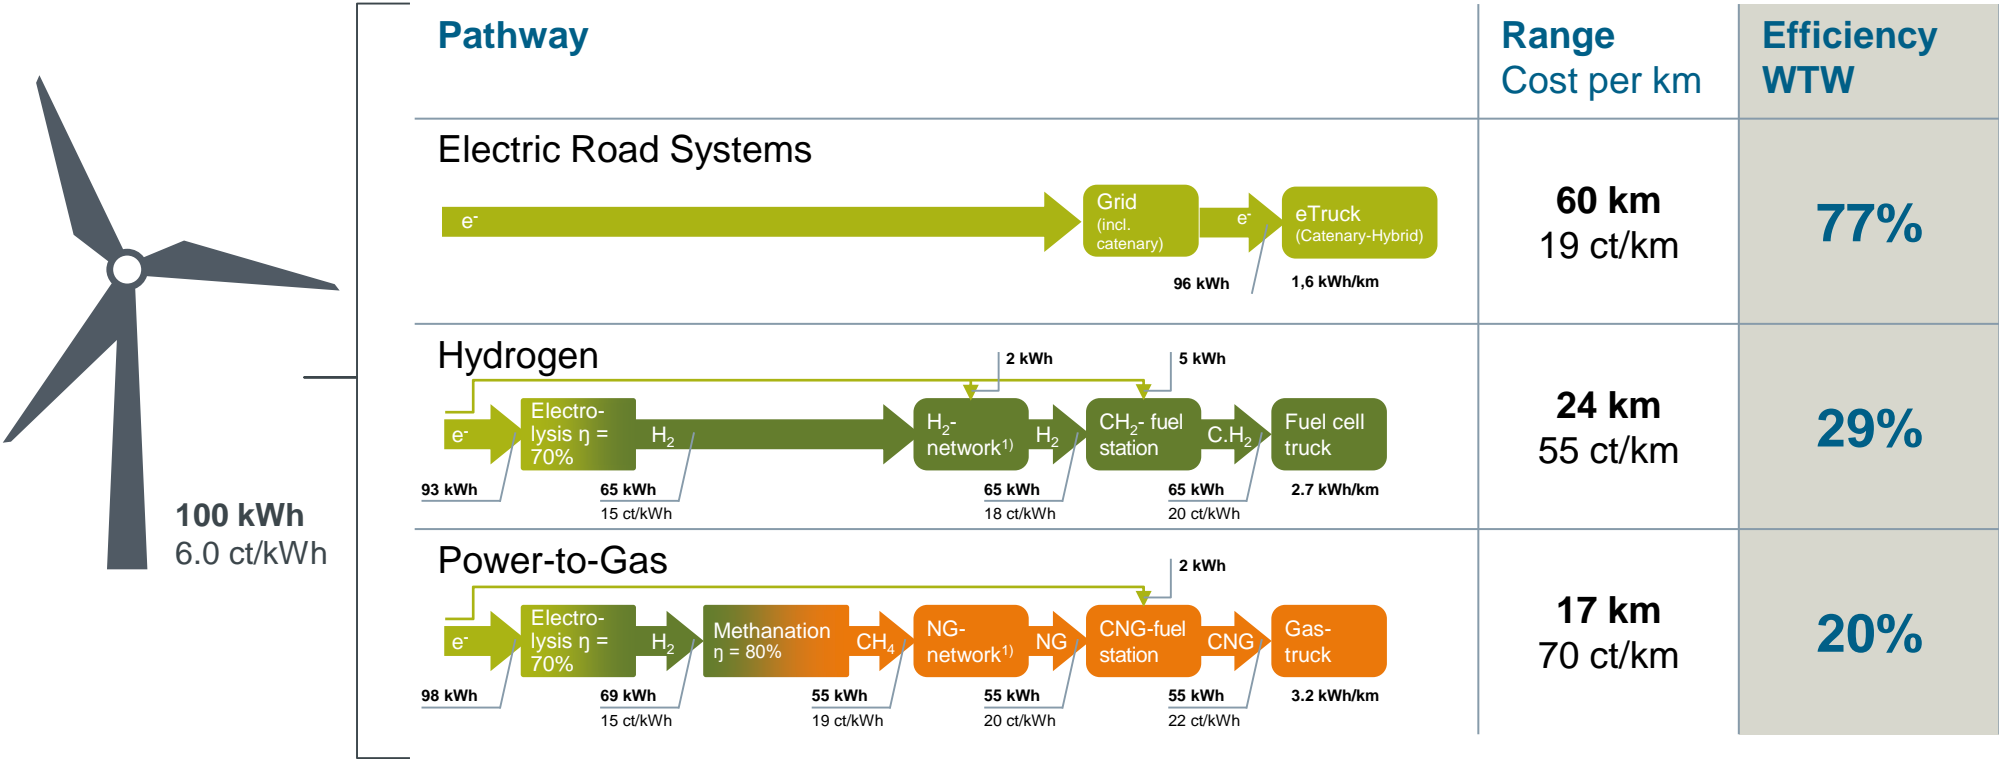 Pathway
Range
Cost per km
Efficiency
WTW
100 kWh
6.0 ct/kWh
Electric Road Systems
e-
Grid
(incl.
catenary)
e-
eTruck
(Catenary-Hybrid)
96 kWh
1,6 kWh/km
60 km
19 ct/km
77%
Hydrogen
2 kWh
5 kWh
e-
Electro-
lysis η =
70%
H2
H2-
network1)
H2
CH2- fuel
station
C.H2
Fuel cell
truck
93 kWh
65 kWh
15 ct/kWh
65 kWh
18 ct/kWh
65 kWh
20 ct/kWh
2.7 kWh/km
24 km
55 ct/km
29%
Power-to-Gas
2 kWh
e-
Electro-
lysis η =
70%
H2
Methanation
η = 80%
CH4
NG-
network1)
NG
CNG-fuel
station
CNG
Gas-
truck
98 kWh
69 kWh
15 ct/kWh
55 kWh
19 ct/kWh
55 kWh
20 ct/kWh
55 kWh
22 ct/kWh
3.2 kWh/km
17 km
70 ct/km
20%